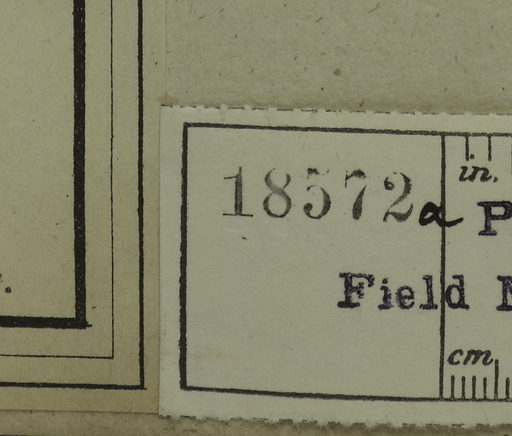 in.
18572a P
Field
cm